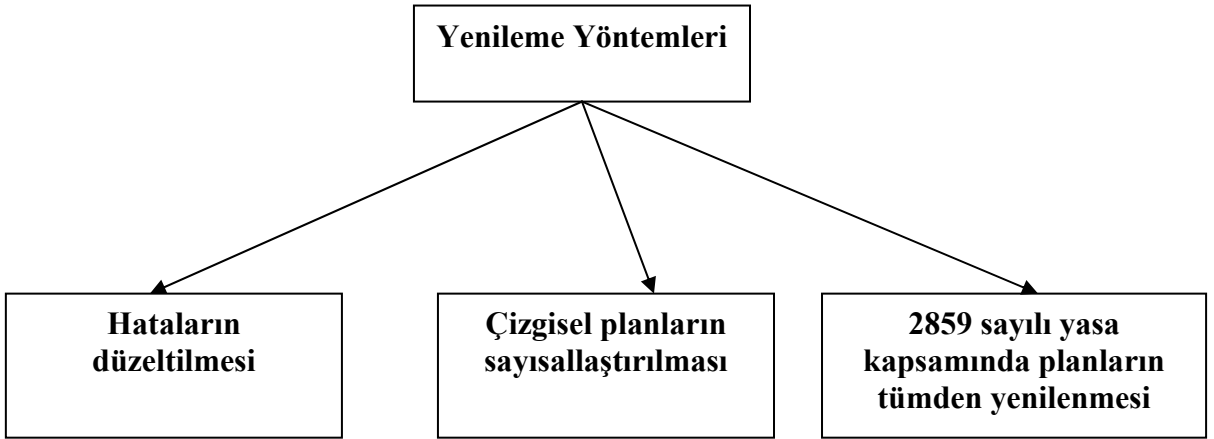 Yenileme Yöntemleri
Hataların
düzeltilmesi
Çizgisel planların
sayısallaştırılması
2859 sayılı yasa
kapsamında planların
tümden yenilenmesi